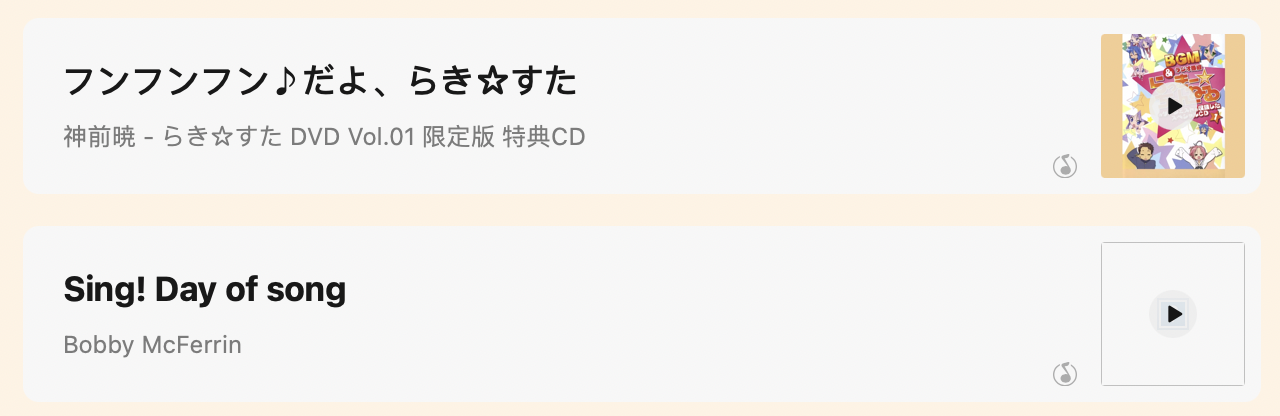 フンフンフン♪だよ、らき☆すた
神前暁 - らき☆すた DVD Vol.01 限定版 特典CD
BGM
&
Sing! Day of song
Bobby McFerrin